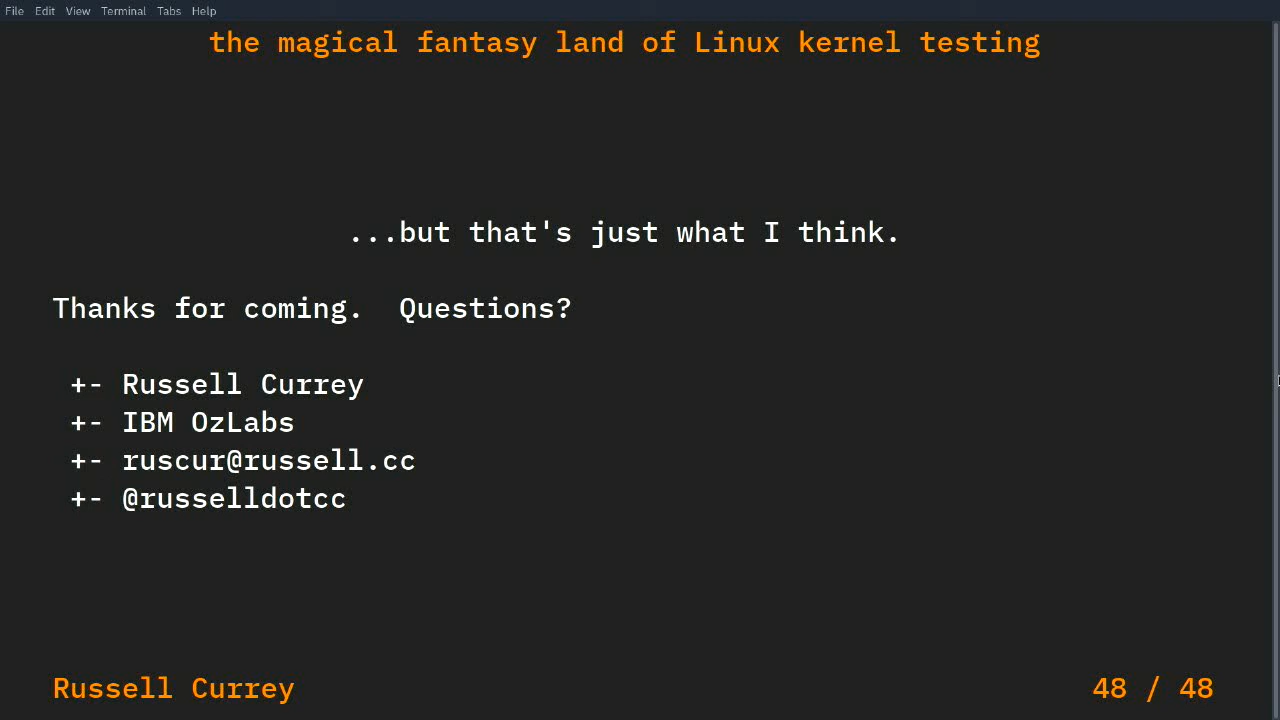 File Edit View Terminal Tabs Help
the magical fantasy land of Linux kernel testing
...but that's just what I think.
Thanks for coming.  Questions?
+- Russell Currey
+- IBM OzLabs
+- ruscur@russell.cc
+- @russelldotcc
Russell Currey 48 / 48